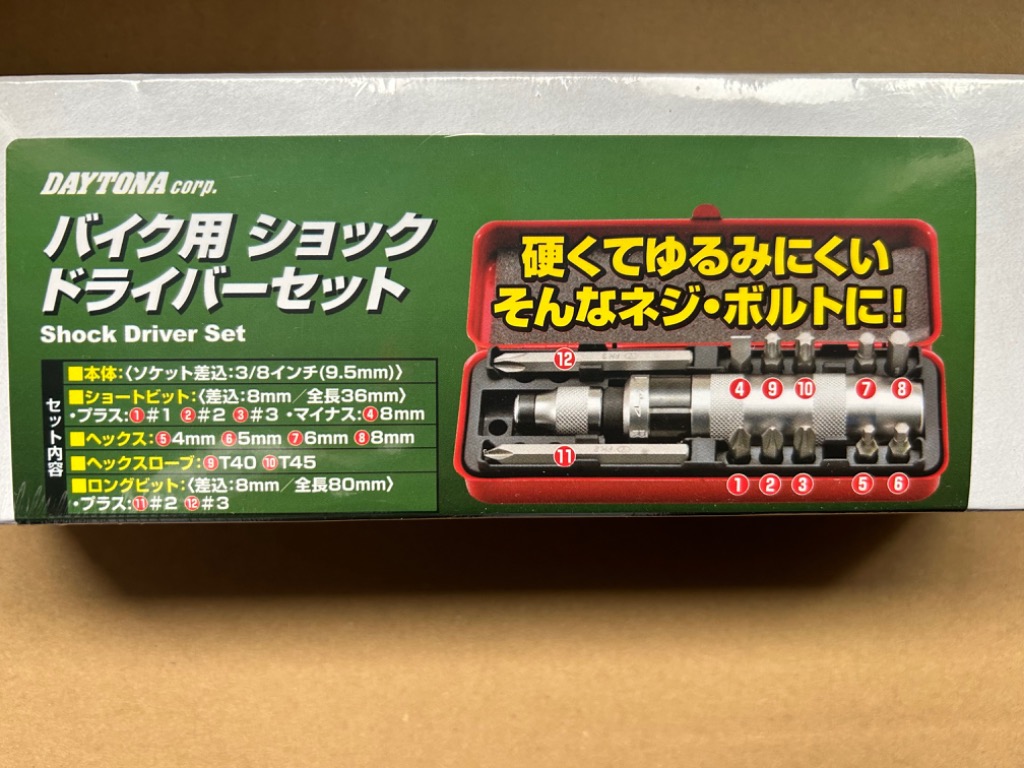 DAYTONA corp.
バイク用 ショック
ドライバーセット
Shock Driver Set
セット内容
■本体:〈ソケット差込:3/8インチ(9.5mm)〉
■ショートビット:〈差込:8mm/全長36mm〉
・プラス:①#1 ②#2 ③#3 ・マイナス:④8mm
■ヘックス:⑤4mm ⑥5mm ⑦6mm ⑧8mm
■ヘックスローブ:⑨T40 ⑩T45
■ロングビット:〈差込:8mm/全長80mm〉
・プラス:⑪#2 ⑫#3
硬くてゆるみにくい
そんなネジ・ボルトに!
⑫
④ ⑨ ⑩ ⑦ ⑧
⑪
① ② ③ ⑤ ⑥